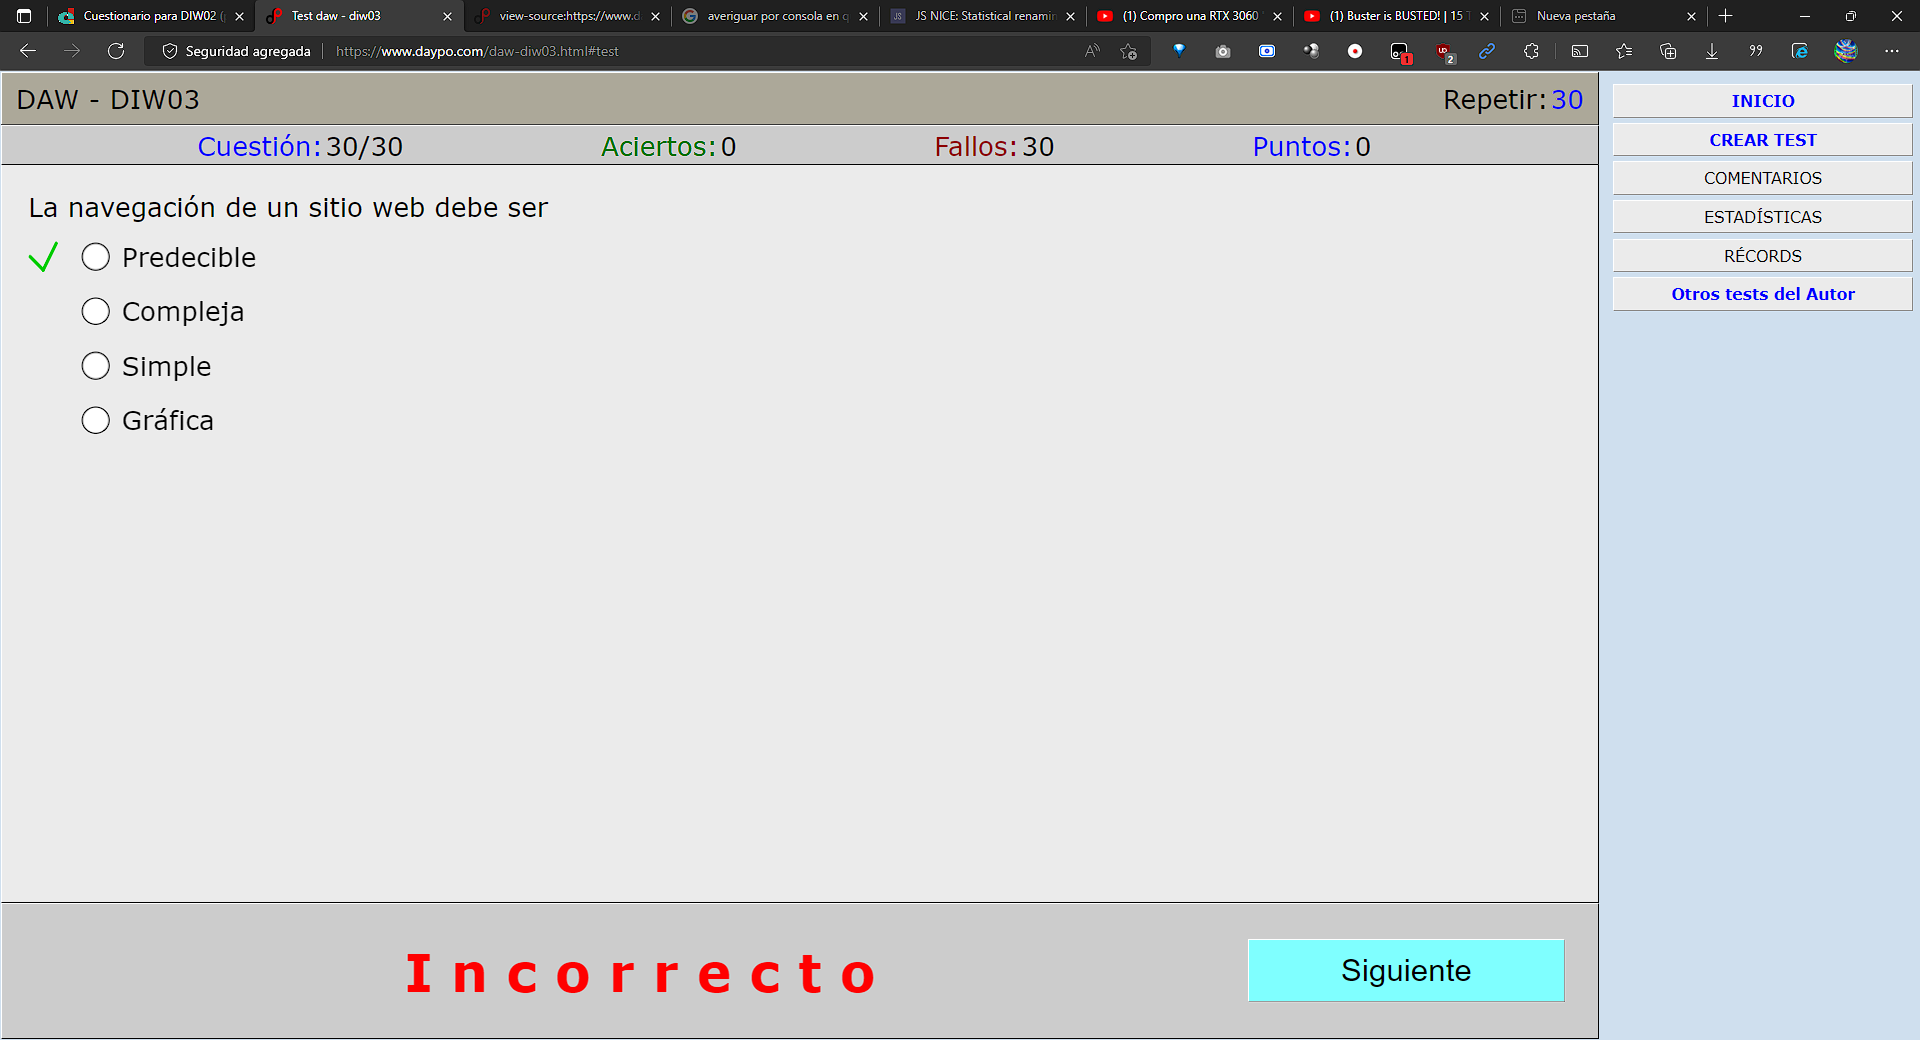 Cuestionario para DIW02 (
Test daw - diw03
view-source:https://www.d
averiguar por consola en q
JS NICE: Statistical renamin
(1) Compro una RTX 3060
(1) Buster is BUSTED! | 15
Nueva pestaña
Seguridad agregada
https://www.daypo.com/daw-diw03.html#test
1
2
DAW - DIW03
Repetir: 30
Cuestión: 30/30
Aciertos: 0
Fallos: 30
Puntos: 0
La navegación de un sitio web debe ser
Predecible
Compleja
Simple
Gráfica
Incorrecto
Siguiente
INICIO
CREAR TEST
COMENTARIOS
ESTADÍSTICAS
RÉCORDS
Otros tests del Autor